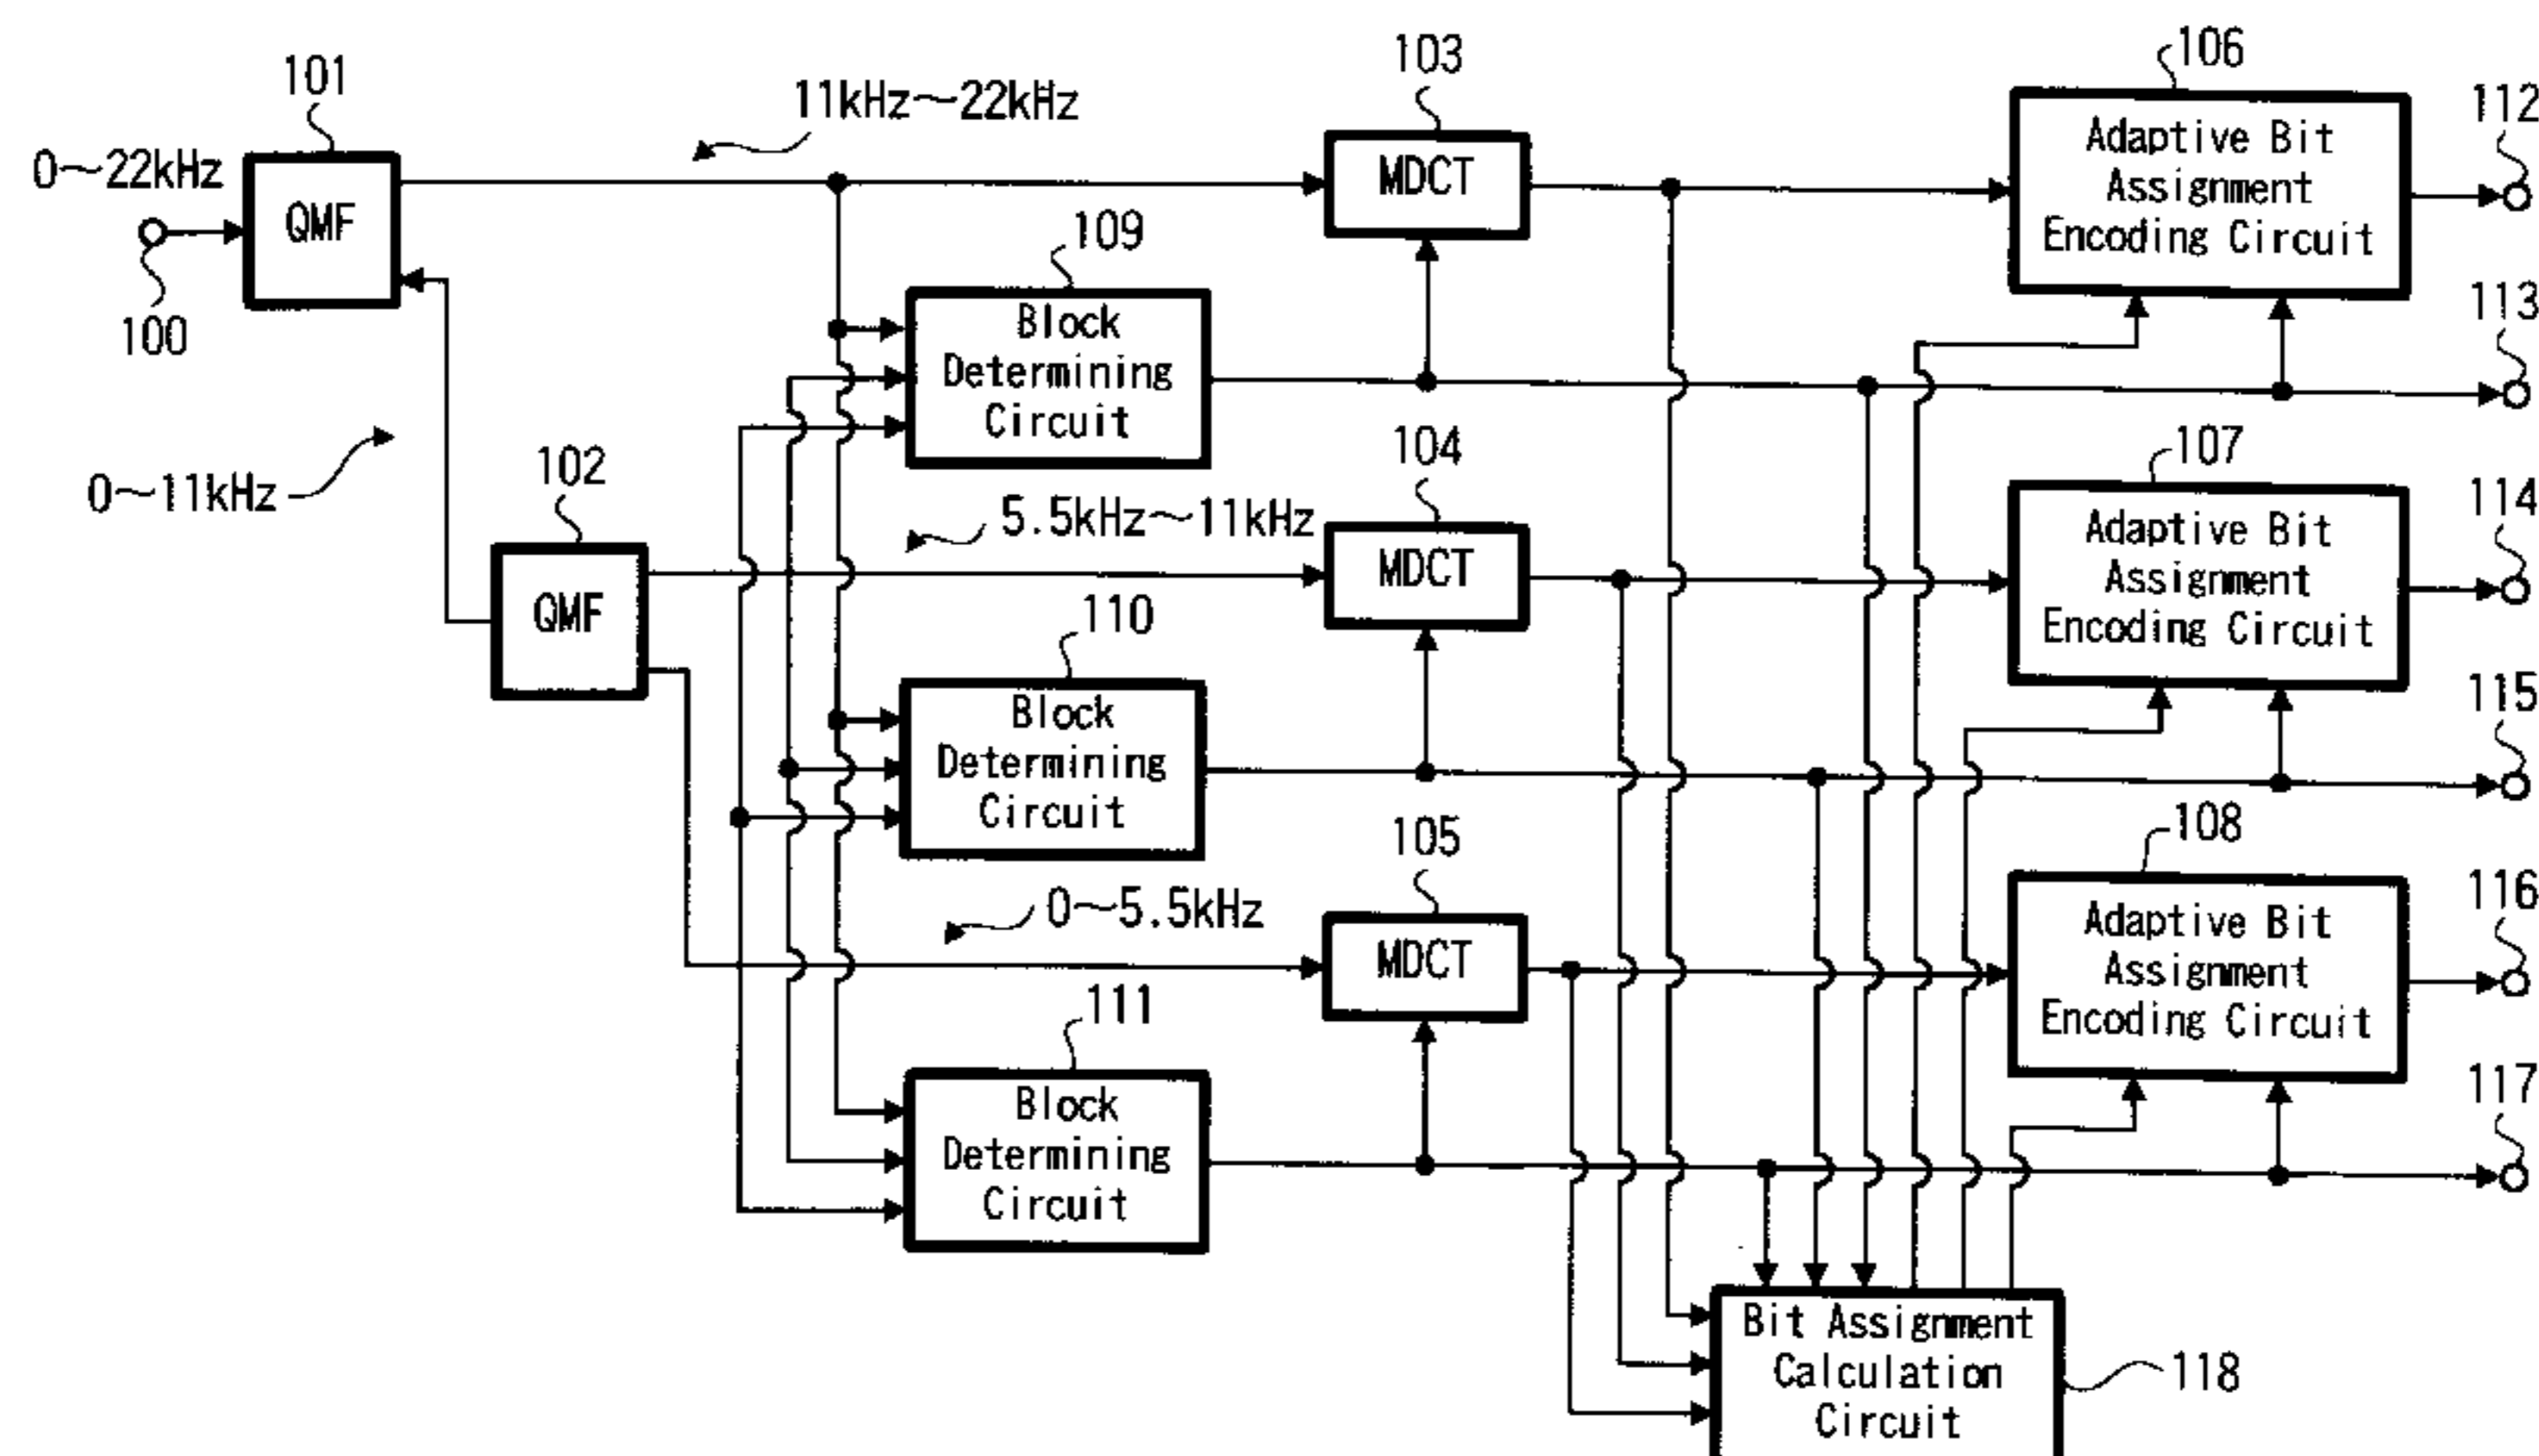 101
0~22kHz
QMF
100
11kHz~22kHz
103
MDCT
106
Adaptive Bit
Assignment
Encoding Circuit
112
109
Block
Determining
Circuit
113
0~11kHz
102
QMF
5.5kHz~11kHz
104
MDCT
107
Adaptive Bit
Assignment
Encoding Circuit
114
110
Block
Determining
Circuit
115
0~5.5kHz
105
MDCT
108
Adaptive Bit
Assignment
Encoding Circuit
116
111
Block
Determining
Circuit
117
Bit Assignment
Calculation
Circuit
118